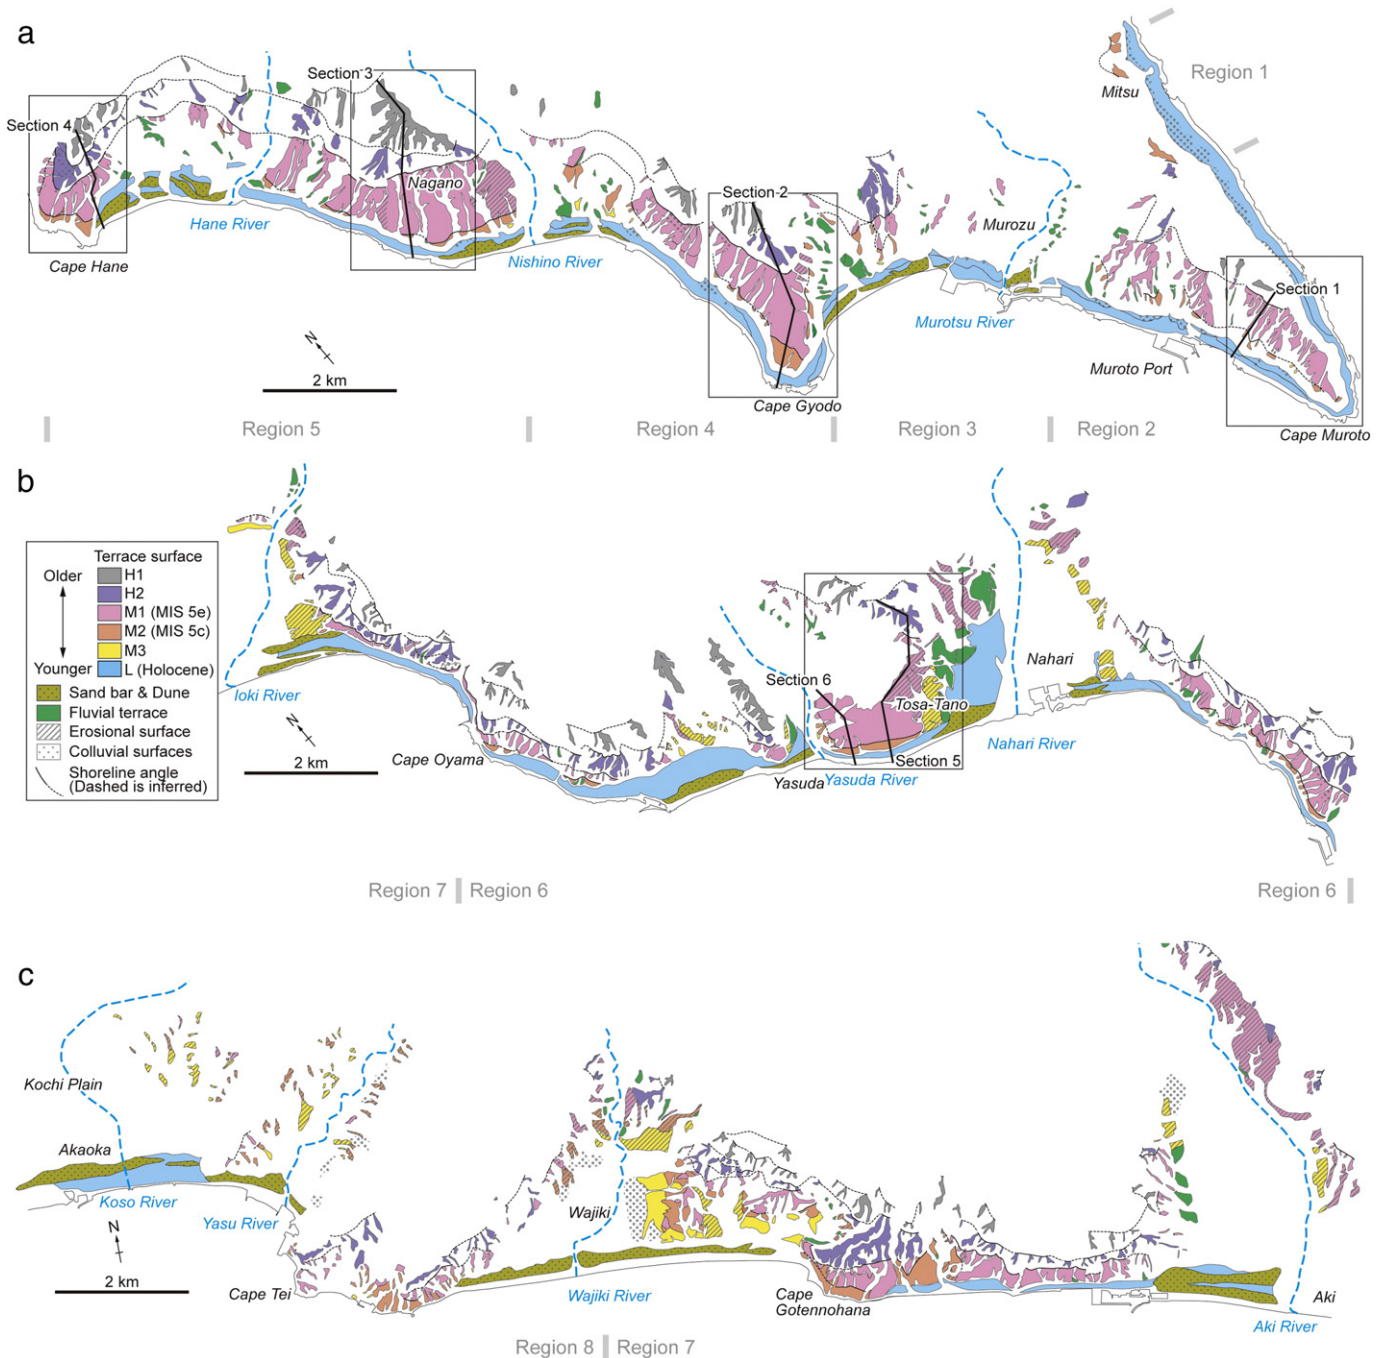 a
Region 1
Mitsu
Section 3
Section 4
Section 2
Nagano
Murozu
Hane River
Nishino River
Cape Hane
Section 1
Murotsu River
N
2 km
Muroto Port
Cape Gyodo
Cape Muroto
Region 5
Region 4
Region 3
Region 2
b
Terrace surface
Older
H1
H2
M1 (MIS 5e)
M2 (MIS 5c)
M3
Younger
L (Holocene)
Sand bar & Dune
Fluvial terrace
Erosional surface
Colluvial surfaces
Shoreline angle
(Dashed is inferred)
Ioki River
N
2 km
Cape Oyama
Section 6
Tosa-Tano
Nahari
Nahari River
Section 5
Yasuda
Yasuda River
Region 7
Region 6
Region 6
c
Kochi Plain
Akaoka
Koso River
Yasu River
Wajiki
N
2 km
Cape Tei
Wajiki River
Cape
Gotennohana
Aki
Aki River
Region 8
Region 7